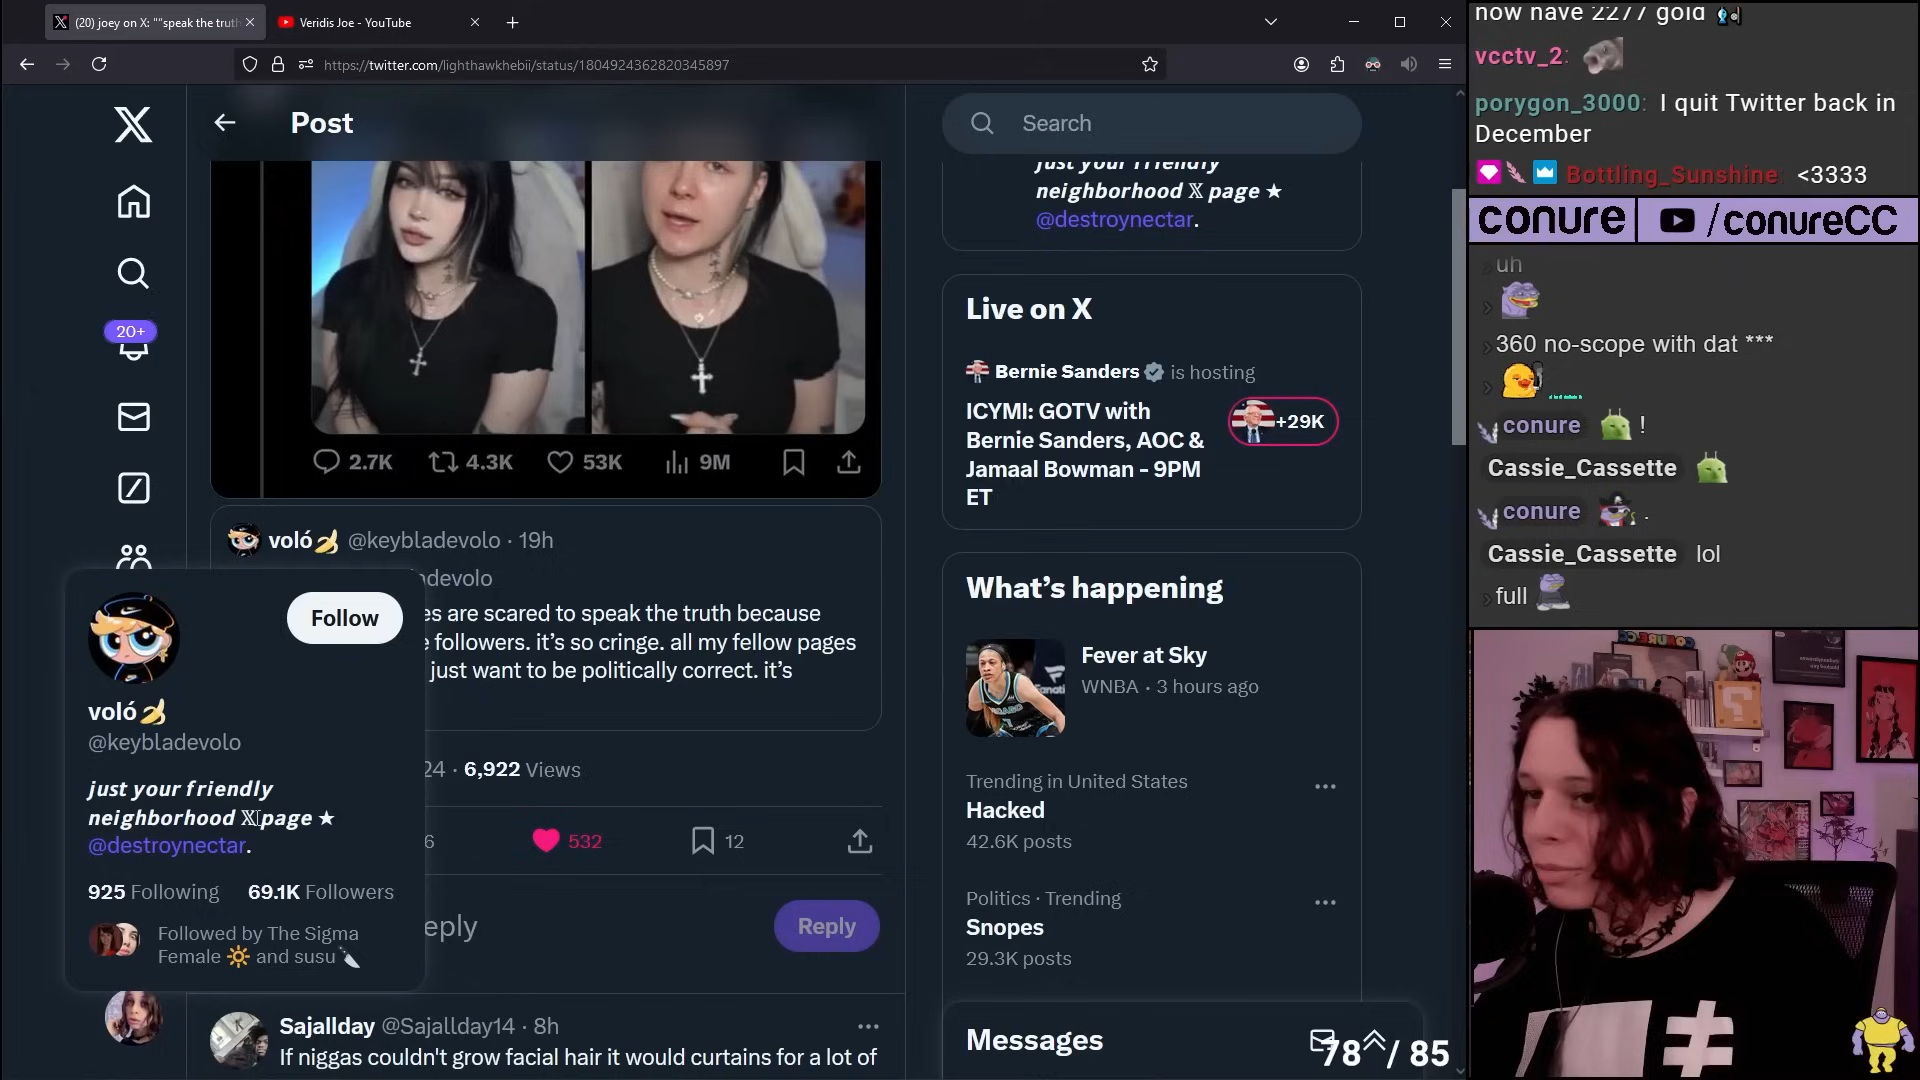 (20) joey on X: ""speak the truth
Veridis Joe - YouTube
https://twitter.com/lighthawkhebii/status/1804924362820345897
Post
Search
just your friendly
neighborhood 𝕏 page ★
@destroynectar.
2.7K
4.3K
53K
9M
voló🍌 @keybladevolo · 19h
adevolo
es are scared to speak the truth because
e followers. it's so cringe. all my fellow pages
just want to be politically correct. it's
24 · 6,922 Views
6
532
12
eply
Reply
Sajallday @Sajallday14 · 8h
If niggas couldn't grow facial hair it would curtains for a lot of
20+
Follow
voló🍌
@keybladevolo
just your friendly
neighborhood 𝕏 page ★
@destroynectar.
925 Following 69.1K Followers
Followed by The Sigma
Female 🔆 and susu🔪
Live on X
Bernie Sanders is hosting
ICYMI: GOTV with
Bernie Sanders, AOC &
Jamaal Bowman - 9PM
ET
+29K
What's happening
Fever at Sky
WNBA · 3 hours ago
Trending in United States
Hacked
42.6K posts
Politics · Trending
Snopes
29.3K posts
Messages
78 / 85
now have 2277 gold
vcctv_2:
porygon_3000: I quit Twitter back in
December
Bottling_Sunshine: <3333
conure /conureCC
uh
360 no-scope with dat ***
conure !
Cassie_Cassette
conure .
Cassie_Cassette lol
full